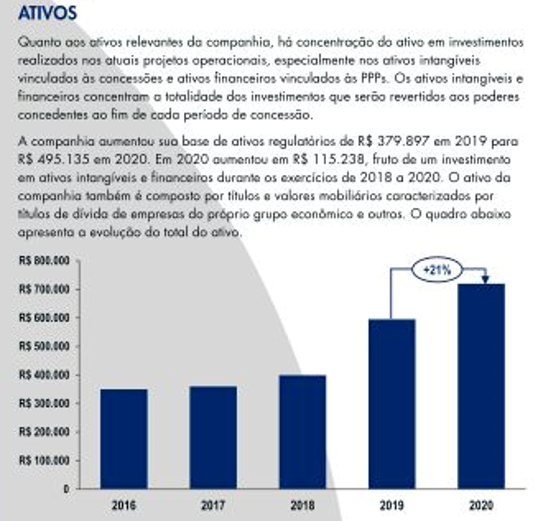 ATIVOS
Quanto aos ativos relevantes da companhia, há concentração do ativo em investimentos
realizados nos atuais projetos operacionais, especialmente nos ativos intangíveis
vinculados às concessões e ativos financeiros vinculados às PPPs. Os ativos intangíveis e
financeiros concentram a totalidade dos investimentos que serão revertidos aos poderes
concedentes ao fim de cada período de concessão.
A companhia aumentou sua base de ativos regulatórios de R$ 379.897 em 2019 para
R$ 495.135 em 2020. Em 2020 aumentou em R$ 115.238, fruto de um investimento
em ativos intangíveis e financeiros durante os exercícios de 2018 a 2020. O ativo da
companhia também é composto por títulos e valores mobiliários caracterizados por
títulos de dívida de empresas do próprio grupo econômico e outros. O quadro abaixo
apresenta a evolução do total do ativo.
R$ 800.000
+21%
R$ 700.000
R$ 600.000
R$ 500.000
R$ 400.000
R$ 300.000
R$ 200.000
R$ 100.000
0
2016 2017 2018 2019 2020